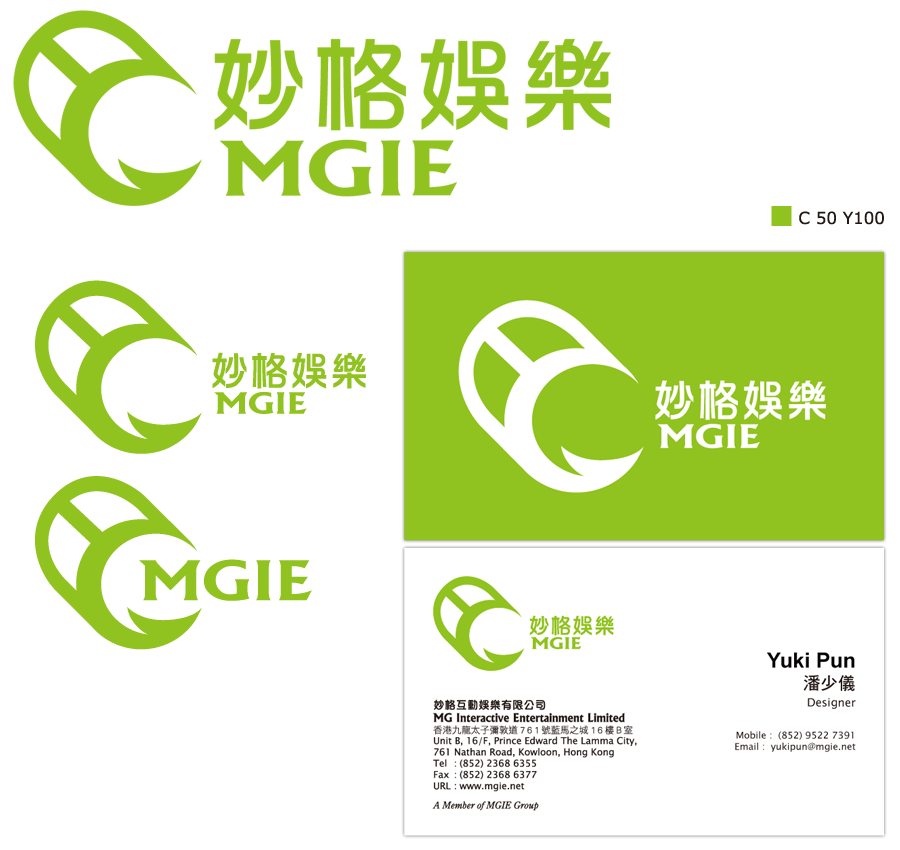 妙格娛樂
MGIE
C 50 Y100
妙格娛樂
MGIE
妙格娛樂
MGIE
MGIE
妙格娛樂
MGIE
Yuki Pun
潘少儀
Designer
妙格互動娛樂有限公司
MG Interactive Entertainment Limited
香港九龍太子彌敦道761號藍馬之城16樓B室
Unit B, 16/F, Prince Edward The Lamma City,
761 Nathan Road, Kowloon, Hong Kong
Tel : (852) 2368 6355
Fax : (852) 2368 6377
URL : www.mgie.net
Mobile : (852) 9522 7391
Email : yukipun@mgie.net
A Member of MGIE Group